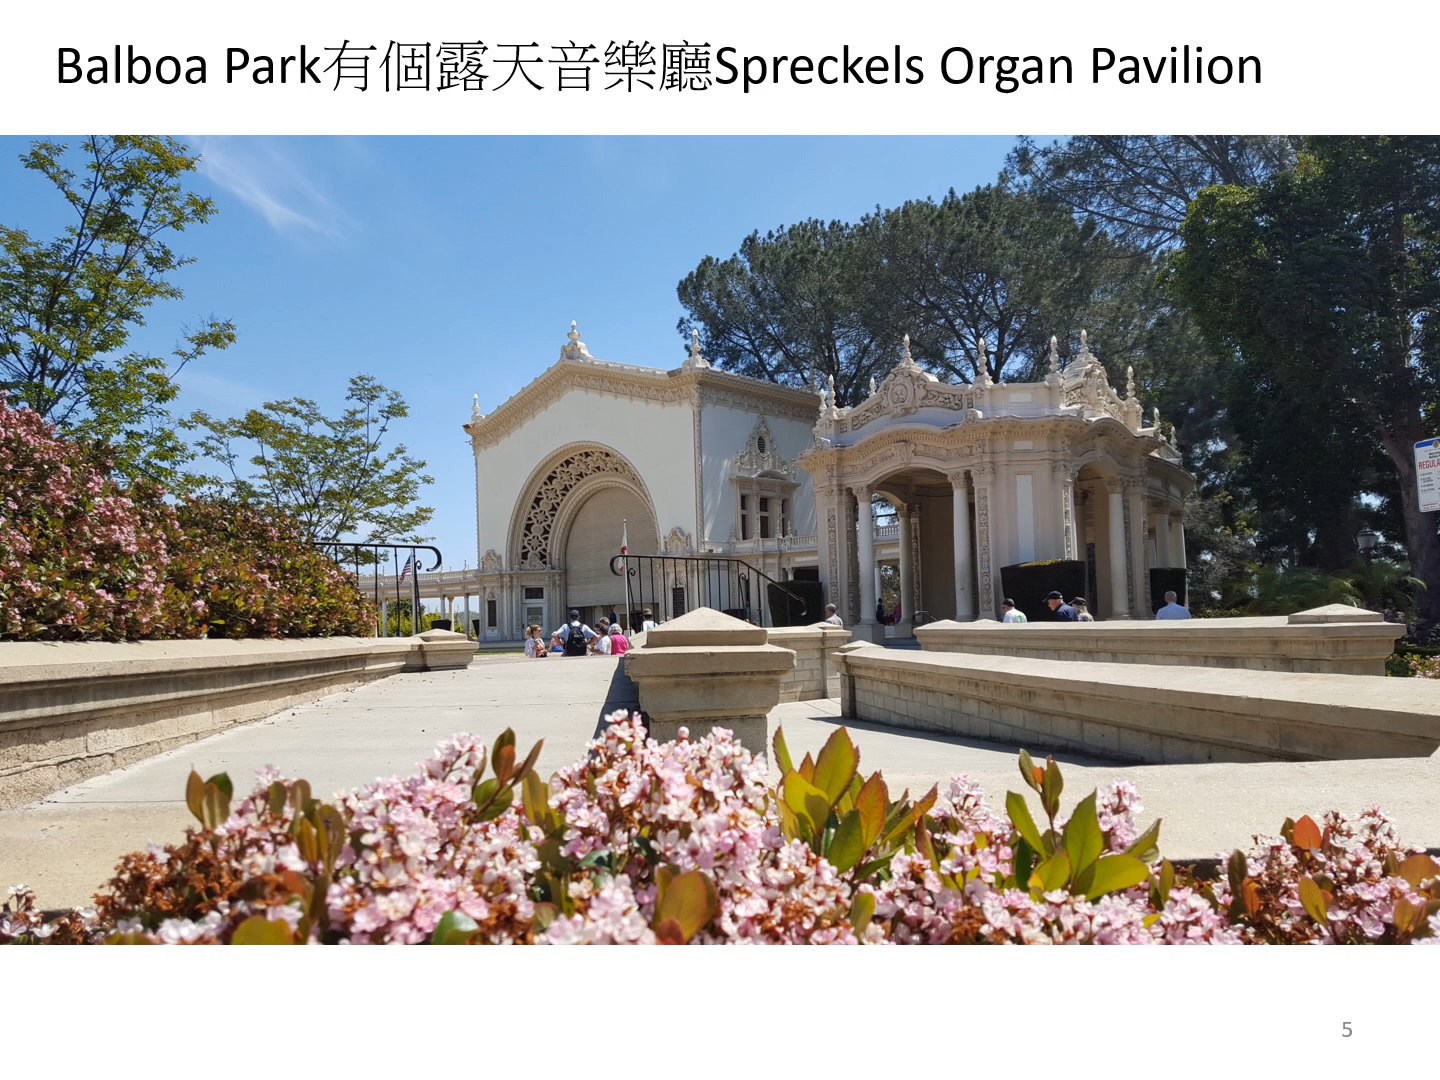 Balboa Park有個露天音樂廳Spreckels Organ Pavilion
REGULA
5